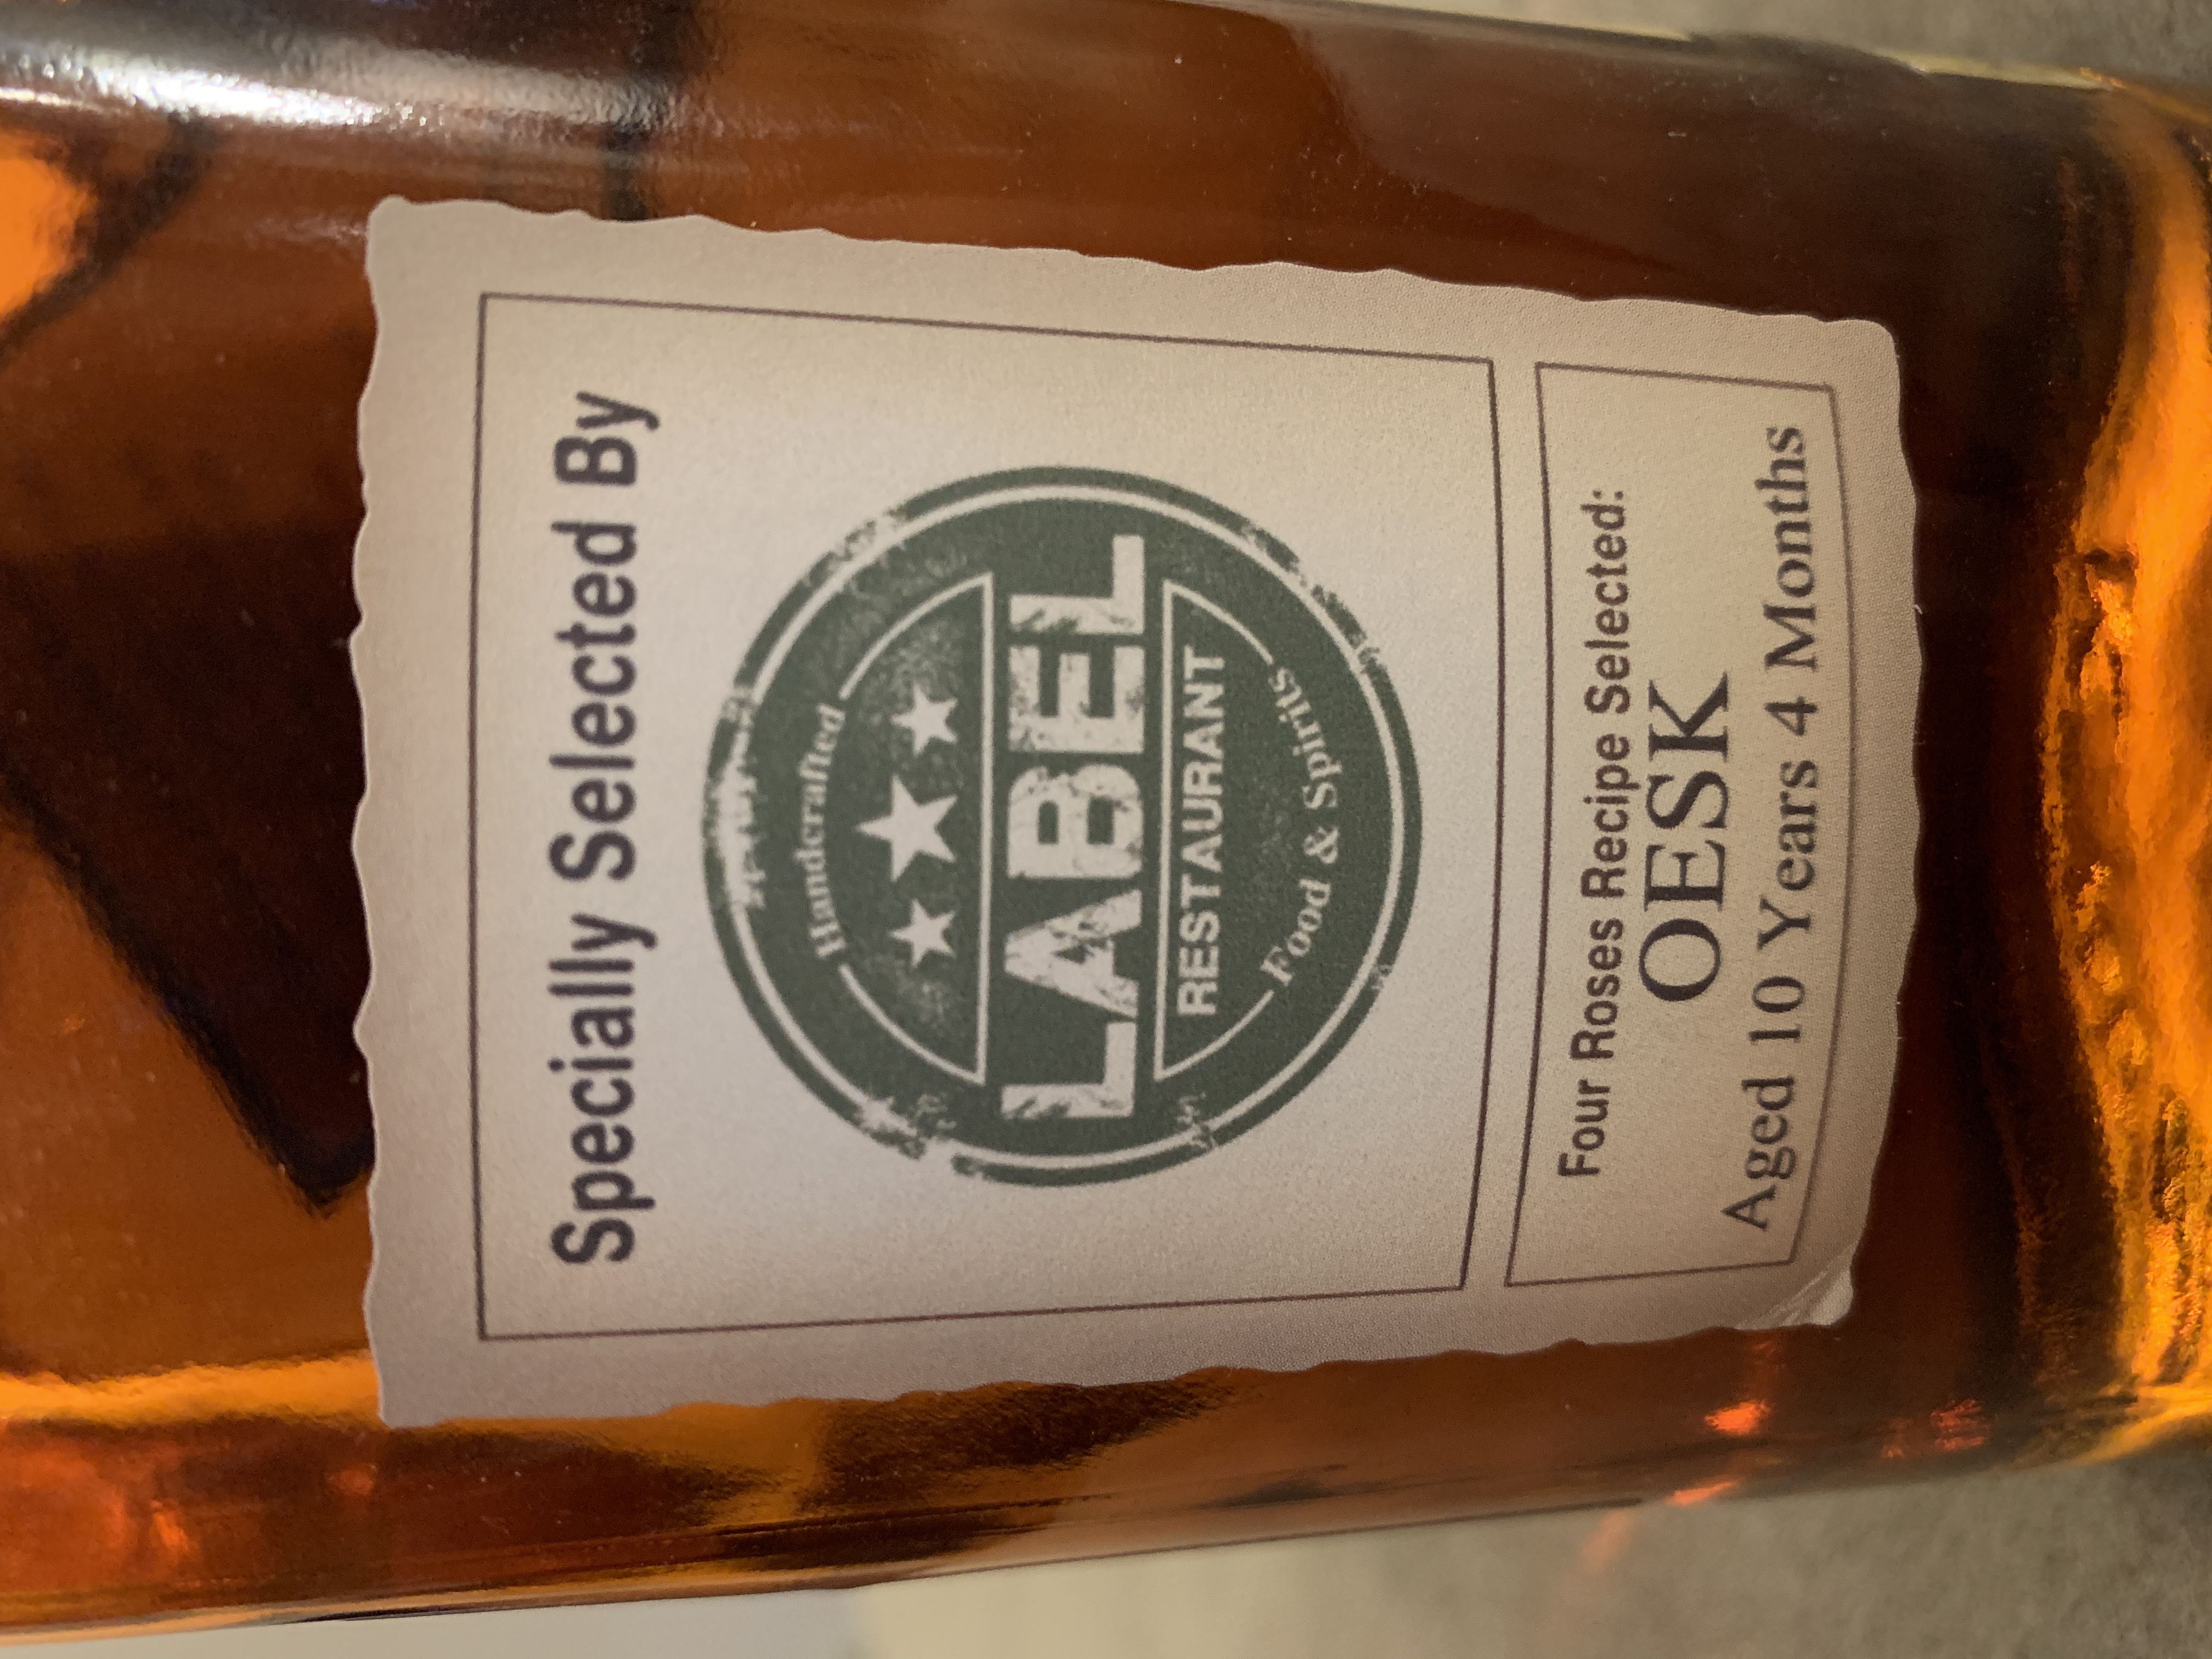 Specially Selected By
Handcrafted
LABEL
RESTAURANT
Food & Spirits
Four Roses Recipe Selected:
OESK
Aged 10 Years 4 Months